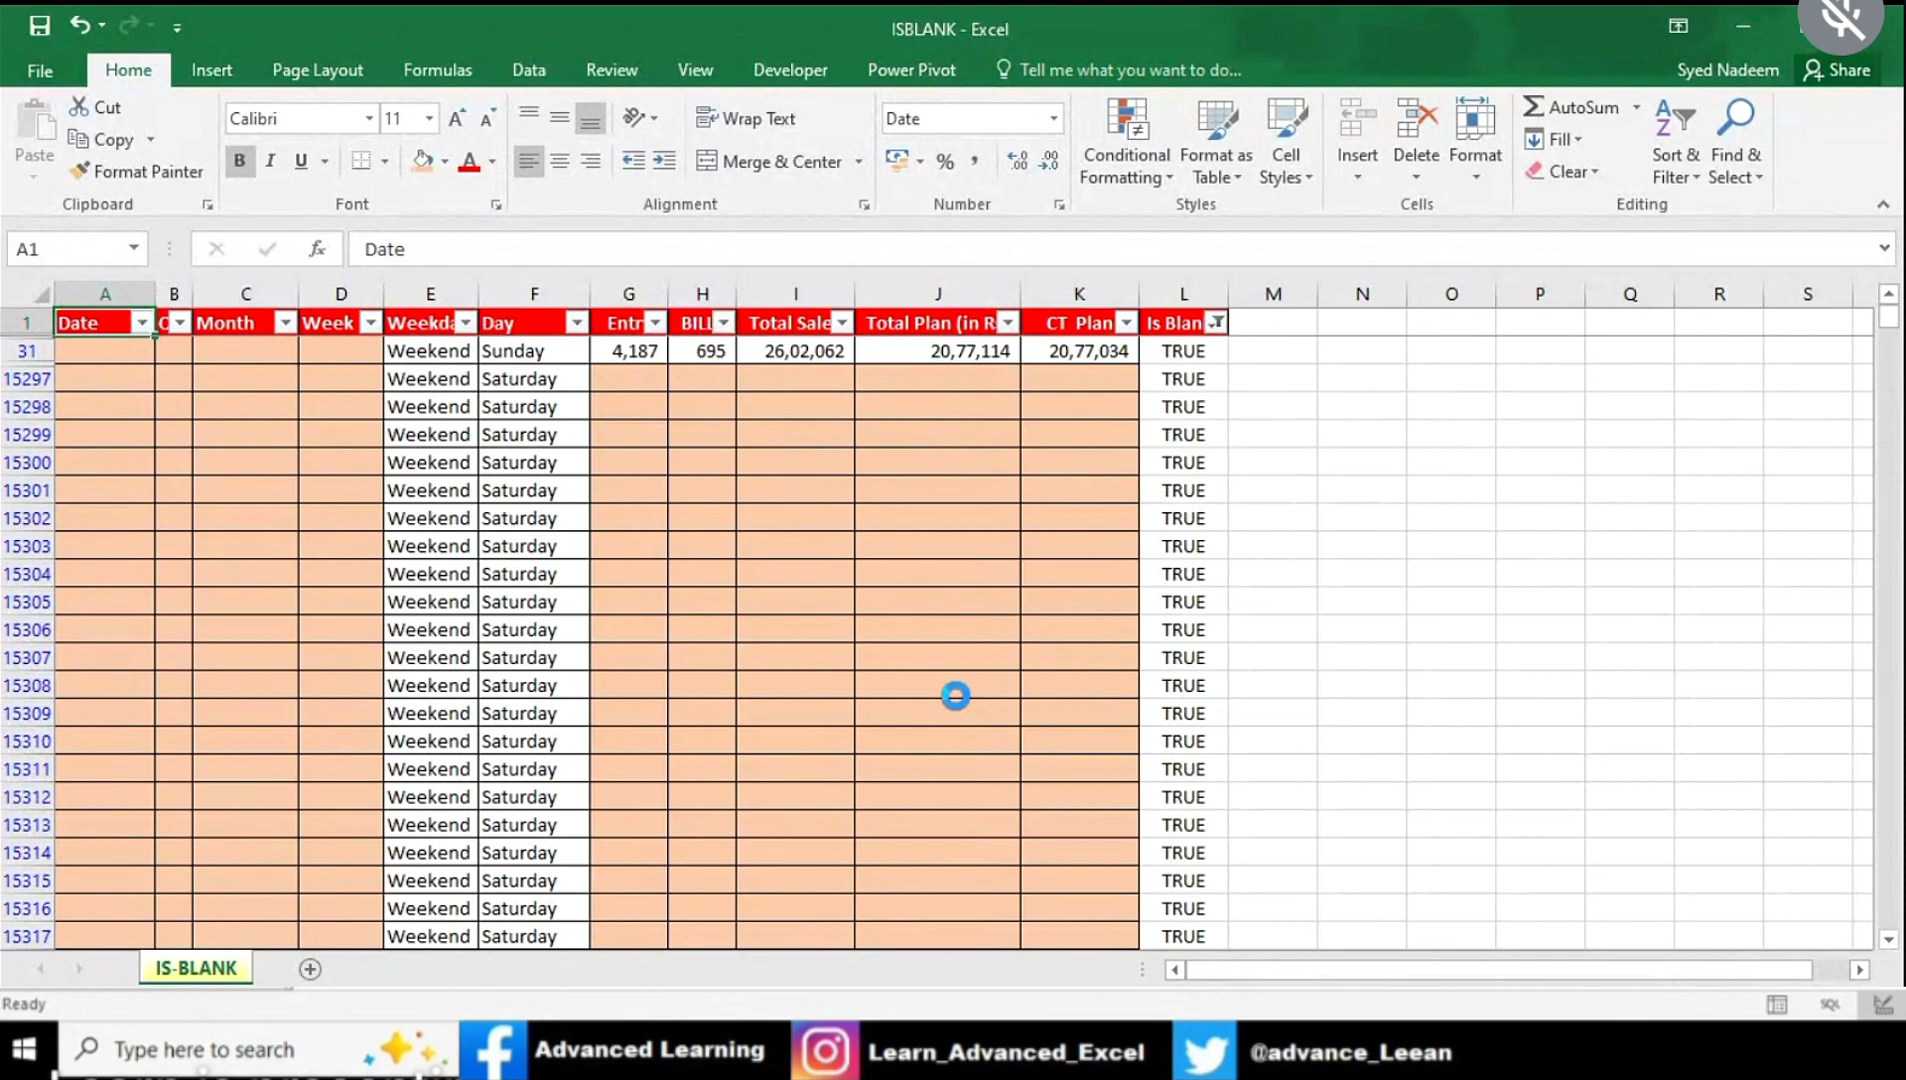 ISBLANK - Excel
File Home Insert Page Layout Formulas Data Review View Developer Power Pivot Tell me what you want to do... Syed Nadeem Share
Paste Cut Copy Format Painter Clipboard
Calibri 11 B I U A Font
Wrap Text Merge & Center Alignment
Date % , Number
Conditional Formatting Format as Table Cell Styles Styles
Insert Delete Format Cells
AutoSum Fill Clear Sort & Filter Find & Select Editing
A1 fx Date
A B C D E F G H I J K L M N O P Q R S
1 Date C Month Week Weekda Day Entr BILL Total Sale Total Plan (in R CT Plan Is Blan
31 Weekend Sunday 4,187 695 26,02,062 20,77,114 20,77,034 TRUE
15297 Weekend Saturday TRUE
15298 Weekend Saturday TRUE
15299 Weekend Saturday TRUE
15300 Weekend Saturday TRUE
15301 Weekend Saturday TRUE
15302 Weekend Saturday TRUE
15303 Weekend Saturday TRUE
15304 Weekend Saturday TRUE
15305 Weekend Saturday TRUE
15306 Weekend Saturday TRUE
15307 Weekend Saturday TRUE
15308 Weekend Saturday TRUE
15309 Weekend Saturday TRUE
15310 Weekend Saturday TRUE
15311 Weekend Saturday TRUE
15312 Weekend Saturday TRUE
15313 Weekend Saturday TRUE
15314 Weekend Saturday TRUE
15315 Weekend Saturday TRUE
15316 Weekend Saturday TRUE
15317 Weekend Saturday TRUE
IS-BLANK
Ready SQL
Type here to search Advanced Learning Learn_Advanced_Excel @advance_Leean